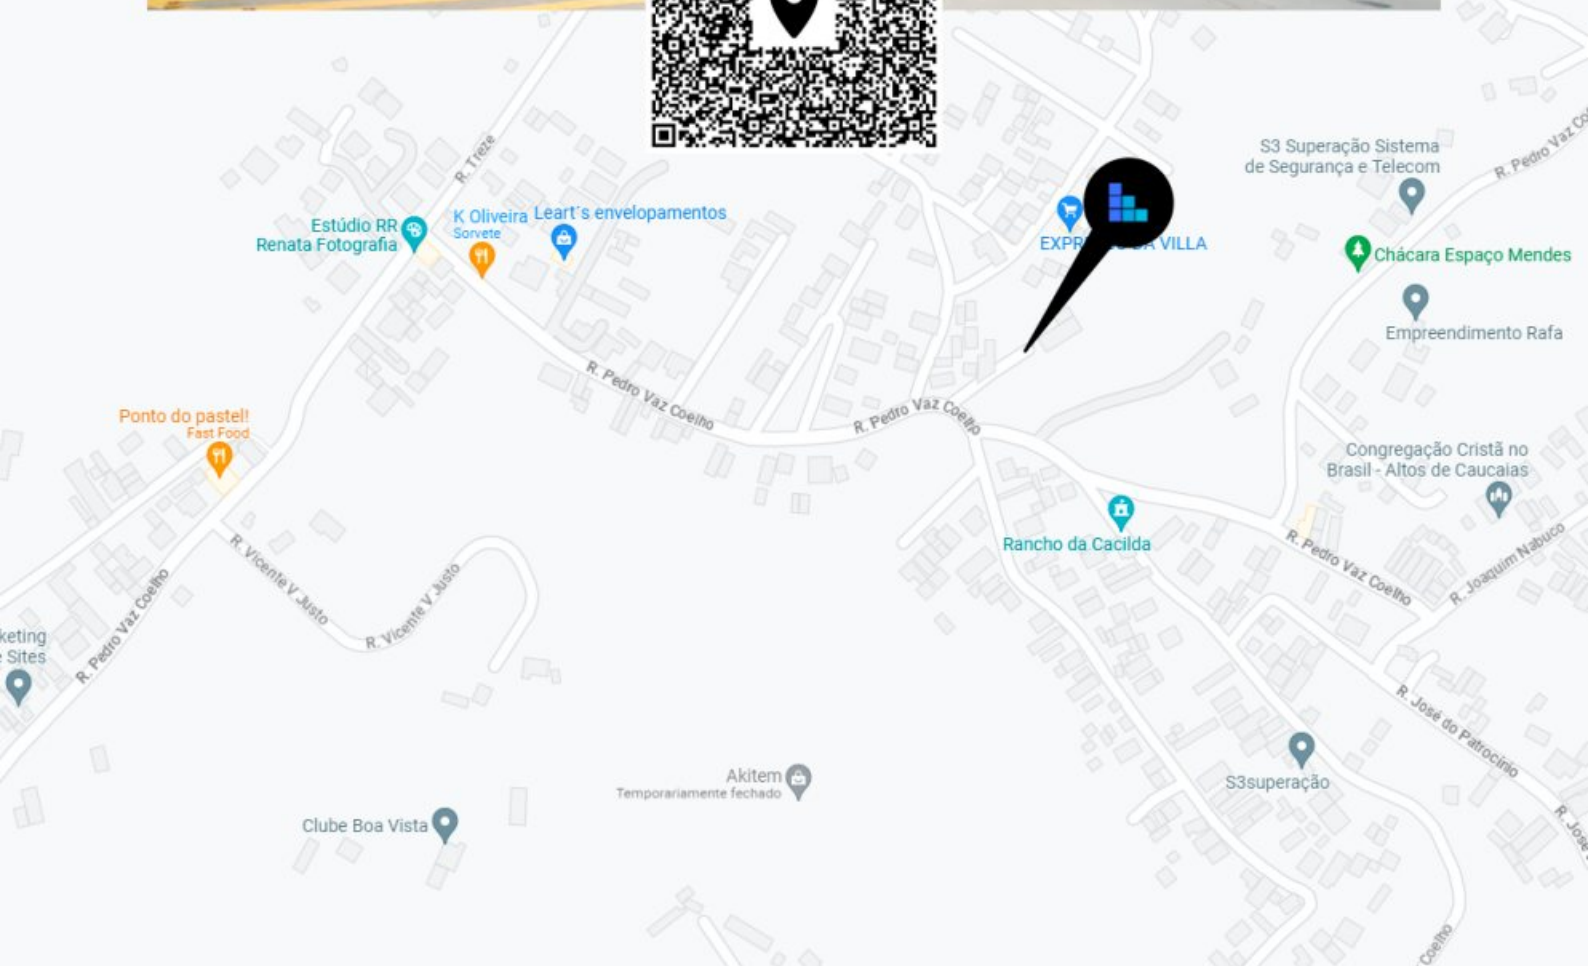 S3 Superação Sistema
de Segurança e Telecom
R. Pedro Vaz
R. Treze
Estúdio RR
Renata Fotografia
K Oliveira
Sorvete
Leart´s envelopamentos
VILLA
Chácara Espaço Mendes
Empreendimento Rafa
R. Pedro Vaz Coelho
R. Pedro Vaz Coelho
Ponto do pastel!
Fast Food
Congregação Cristã no
Brasil - Altos de Caucaias
Rancho da Cacilda
R. Pedro Vaz Coelho
R. Joaquim Nabuco
R. Vicente V Justo
R. Vicente V Justo
R. Pedro Vaz Coelho
keting
Sites
R. José do Patrocínio
S3superação
Akitem
Temporariamente fechado
Clube Boa Vista
R. José
Coelho